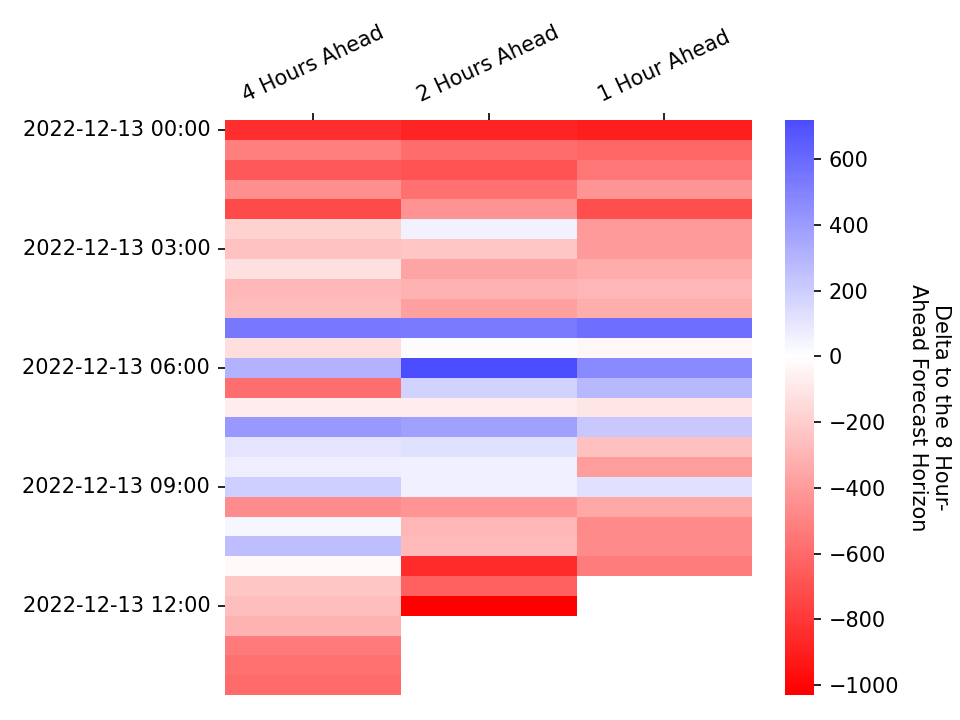 4 Hours Ahead
2 Hours Ahead
1 Hour Ahead
2022-12-13 00:00
2022-12-13 03:00
2022-12-13 06:00
2022-12-13 09:00
2022-12-13 12:00
600
400
200
0
−200
−400
−600
−800
−1000
Delta to the 8 Hour-
Ahead Forecast Horizon